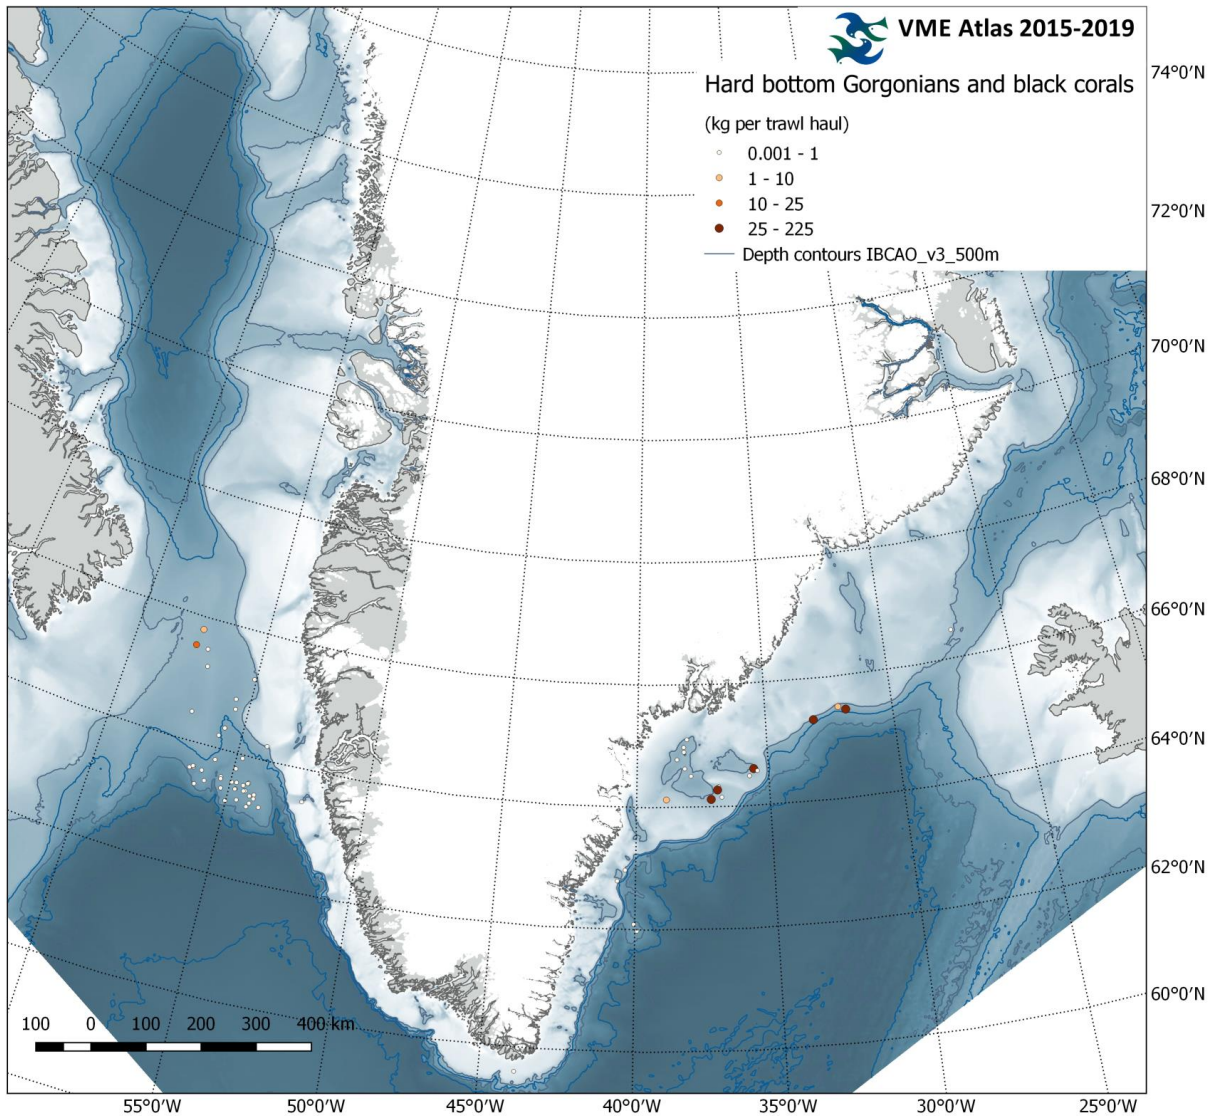 VME Atlas 2015-2019
Hard bottom Gorgonians and black corals
(kg per trawl haul)
0.001 - 1
1 - 10
10 - 25
25 - 225
Depth contours IBCAO_v3_500m
74°0'N
72°0'N
70°0'N
68°0'N
66°0'N
64°0'N
62°0'N
60°0'N
100 0 100 200 300 400 km
55°0'W 50°0'W 45°0'W 40°0'W 35°0'W 30°0'W 25°0'W